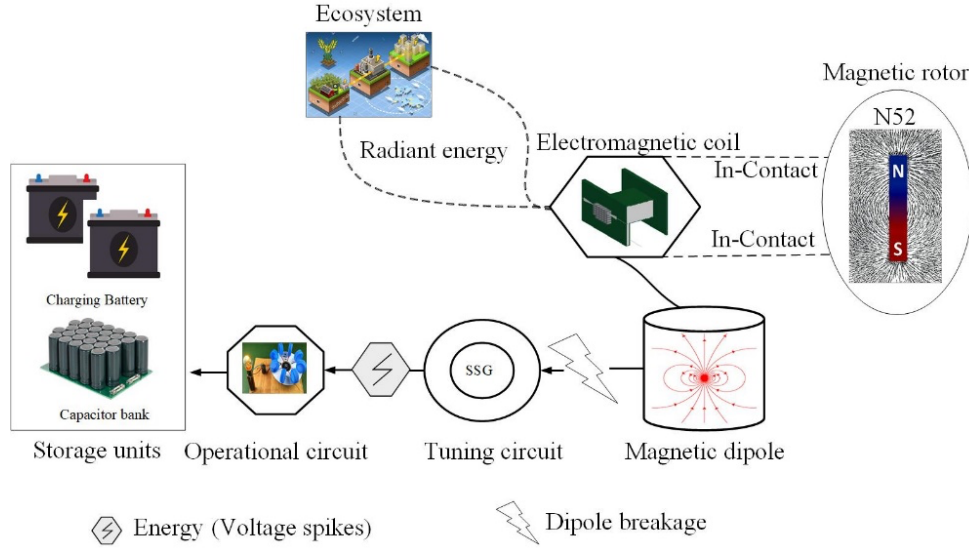 Ecosystem
Magnetic rotor
N52
Radiant energy
Electromagnetic coil
In-Contact
N
In-Contact
S
Charging Battery
SSG
Capacitor bank
Storage units
Operational circuit
Tuning circuit
Magnetic dipole
Energy (Voltage spikes)
Dipole breakage